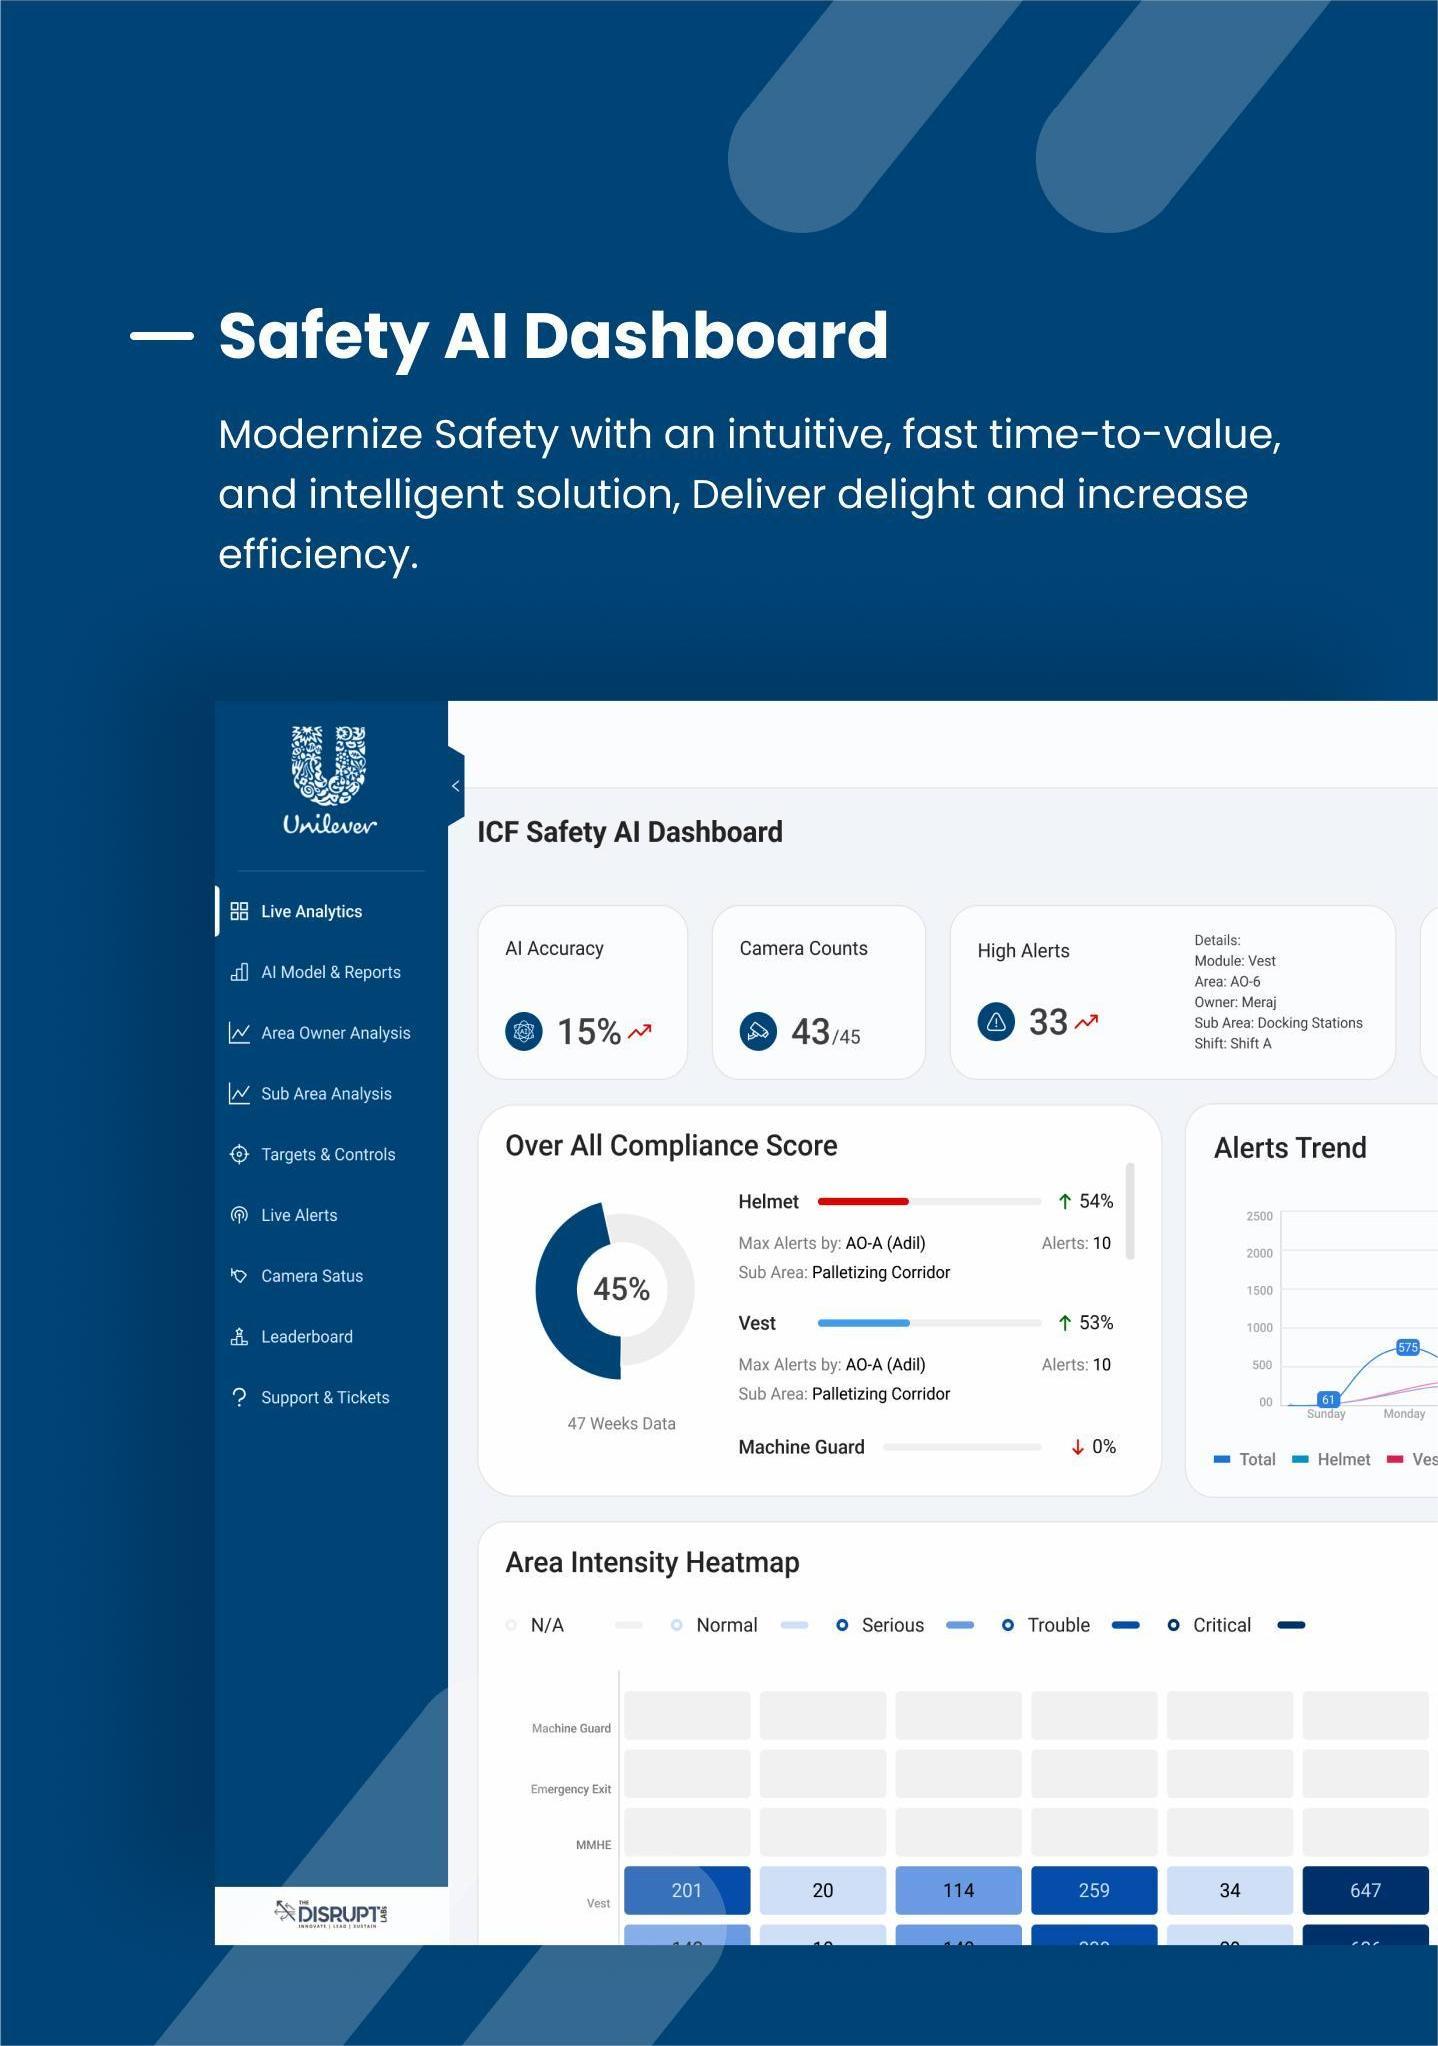 Safety AI Dashboard
Modernize Safety with an intuitive, fast time-to-value,
and intelligent solution, Deliver delight and increase
efficiency.
Unilever
Live Analytics
AI Model & Reports
Area Owner Analysis
Sub Area Analysis
Targets & Controls
Live Alerts
Camera Satus
Leaderboard
Support & Tickets
THE DISRUPT LABS
INNOVATE | LEAD | SUSTAIN
ICF Safety AI Dashboard
AI Accuracy
15%
Camera Counts
43/45
High Alerts
33
Details:
Module: Vest
Area: AO-6
Owner: Meraj
Sub Area: Docking Stations
Shift: Shift A
Over All Compliance Score
45%
47 Weeks Data
Helmet 54%
Max Alerts by: AO-A (Adil) Alerts: 10
Sub Area: Palletizing Corridor
Vest 53%
Max Alerts by: AO-A (Adil) Alerts: 10
Sub Area: Palletizing Corridor
Machine Guard 0%
Alerts Trend
2500
2000
1500
1000
500
00
575
61
Sunday Monday
Total Helmet Ves
Area Intensity Heatmap
N/A Normal Serious Trouble Critical
Machine Guard
Emergency Exit
MMHE
Vest 201 20 114 259 34 647